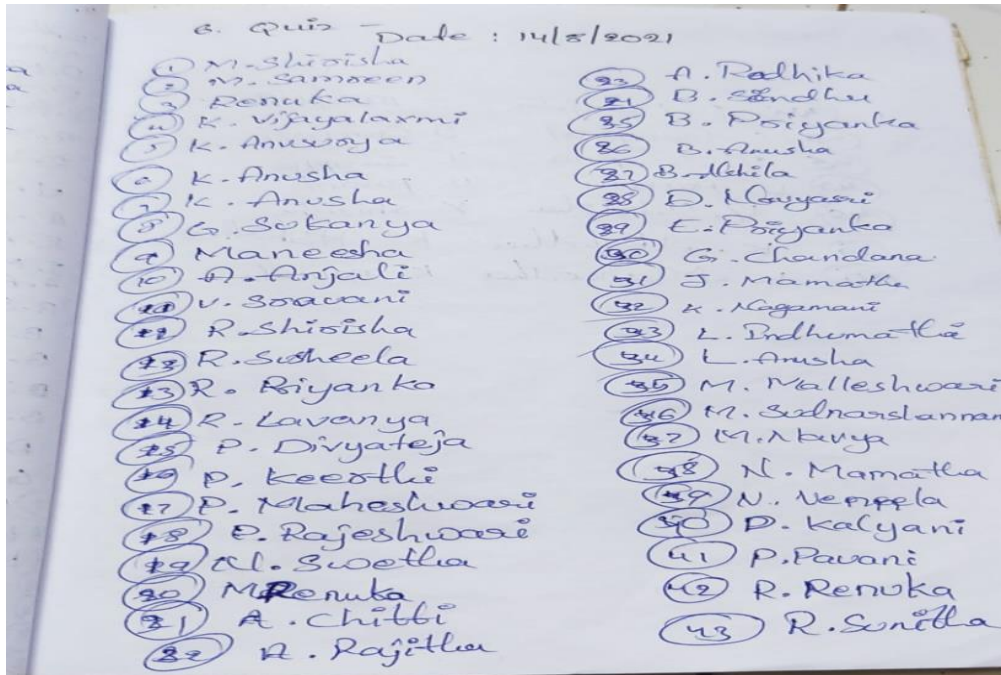 6. Quiz Date : 14/8/2021
1 M. Shirisha
2 M. Samreen
3 Renuka
4 K. Vijayalaxmi
5 K. Anusorya
6 K. Anusha
7 K. Anusha
8 G. Sukanya
9 Maneesha
10 A. Anjali
11 V. Sravani
12 R. Shirisha
13 R. Susheela
13 R. Priyanka
14 R. Lavanya
15 P. Divyateja
16 P. Keerthi
17 P. Maheshwari
18 P. Rajeshwari
19 N. Swetha
20 M Renuka
21 A. Chitti
22 A. Rajitha
23 A. Radhika
24 B. Sindhu
25 B. Priyanka
26 B. Anusha
27 B. Akhila
28 D. Navyasri
29 E. Priyanka
30 G. Chandana
31 J. Mamatha
32 K. Nagamani
33 L. Indhumathi
34 L. Anusha
35 M. Malleshwari
36 M.
37 M. Navya
38 N. Mamatha
39 N.
40 P. Kalyani
41 P. Pavani
42 R. Renuka
43 R. Sunitha